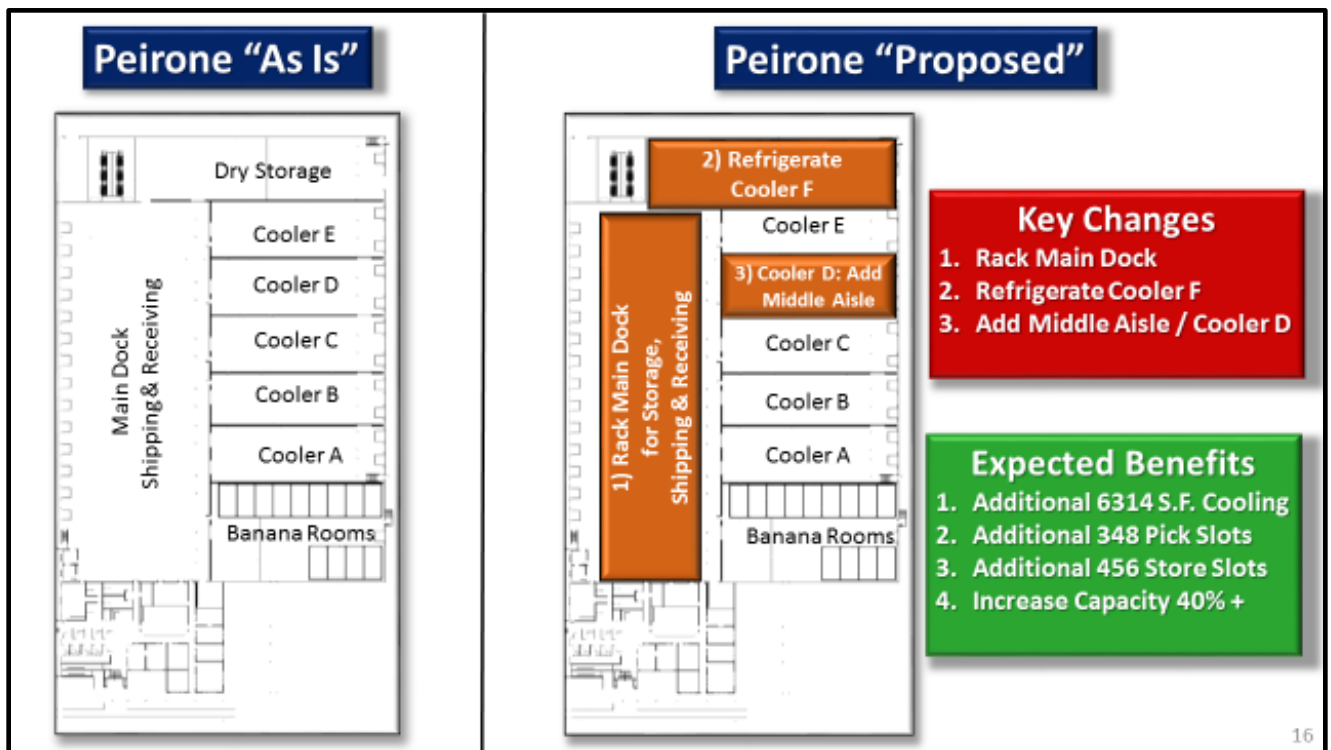 Peirone “As Is”
Dry Storage
Cooler E
Cooler D
Cooler C
Cooler B
Cooler A
Banana Rooms
Main Dock
Shipping & Receiving
Peirone “Proposed”
2) Refrigerate
Cooler F
Cooler E
3) Cooler D: Add
Middle Aisle
Cooler C
Cooler B
Cooler A
Banana Rooms
1) Rack Main Dock
for Storage,
Shipping & Receiving
Key Changes
1. Rack Main Dock
2. Refrigerate Cooler F
3. Add Middle Aisle / Cooler D
Expected Benefits
1. Additional 6314 S.F. Cooling
2. Additional 348 Pick Slots
3. Additional 456 Store Slots
4. Increase Capacity 40% +
16